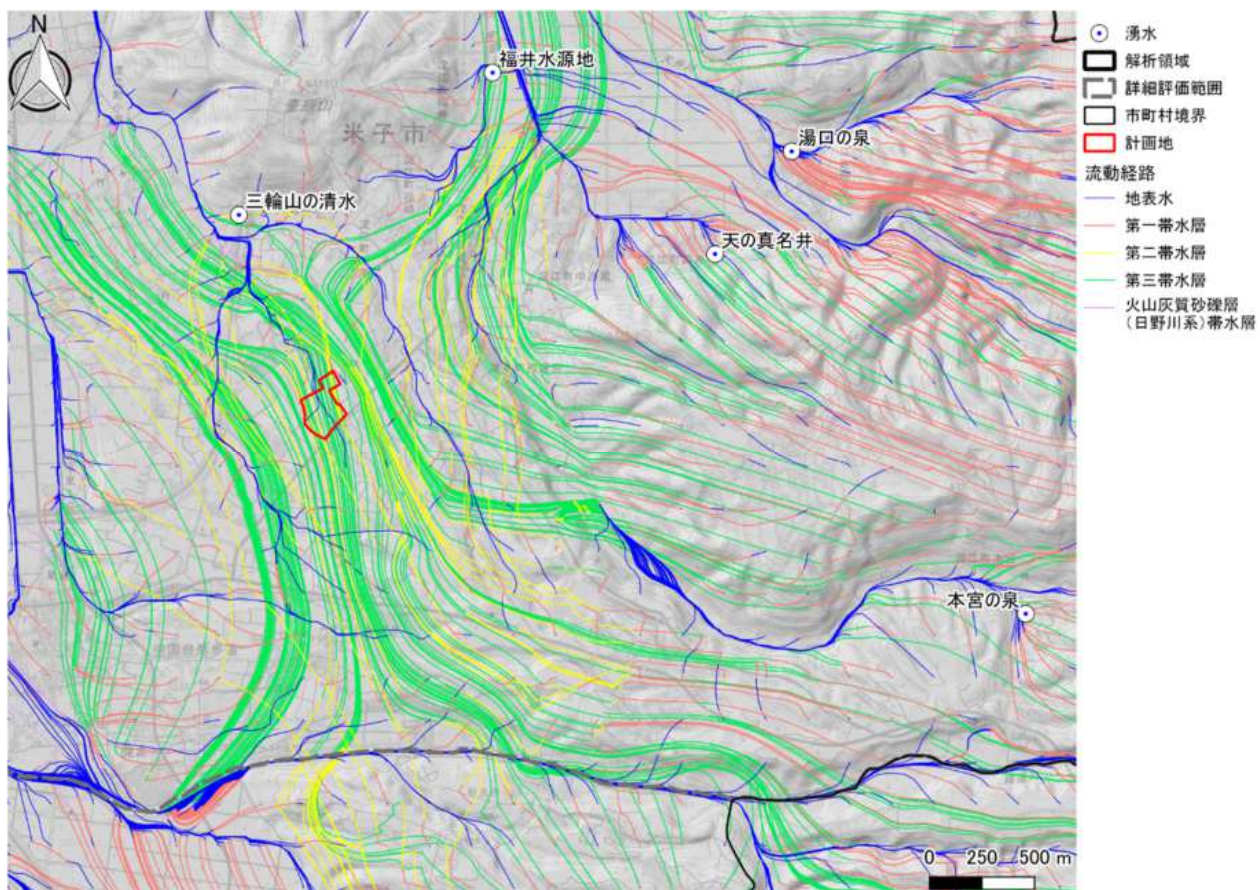 N
福井水源地
米子市
湯口の泉
三輪山の清水
天の真名井
本宮の泉
0 250 500 m
湧水
解析領域
詳細評価範囲
市町村境界
計画地
流動経路
地表水
第一帯水層
第二帯水層
第三帯水層
火山灰質砂礫層
(日野川系)帯水層